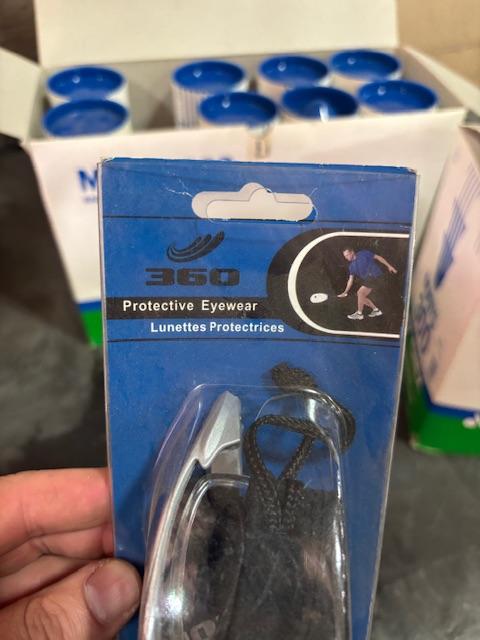 360
Protective Eyewear
Lunettes Protectrices